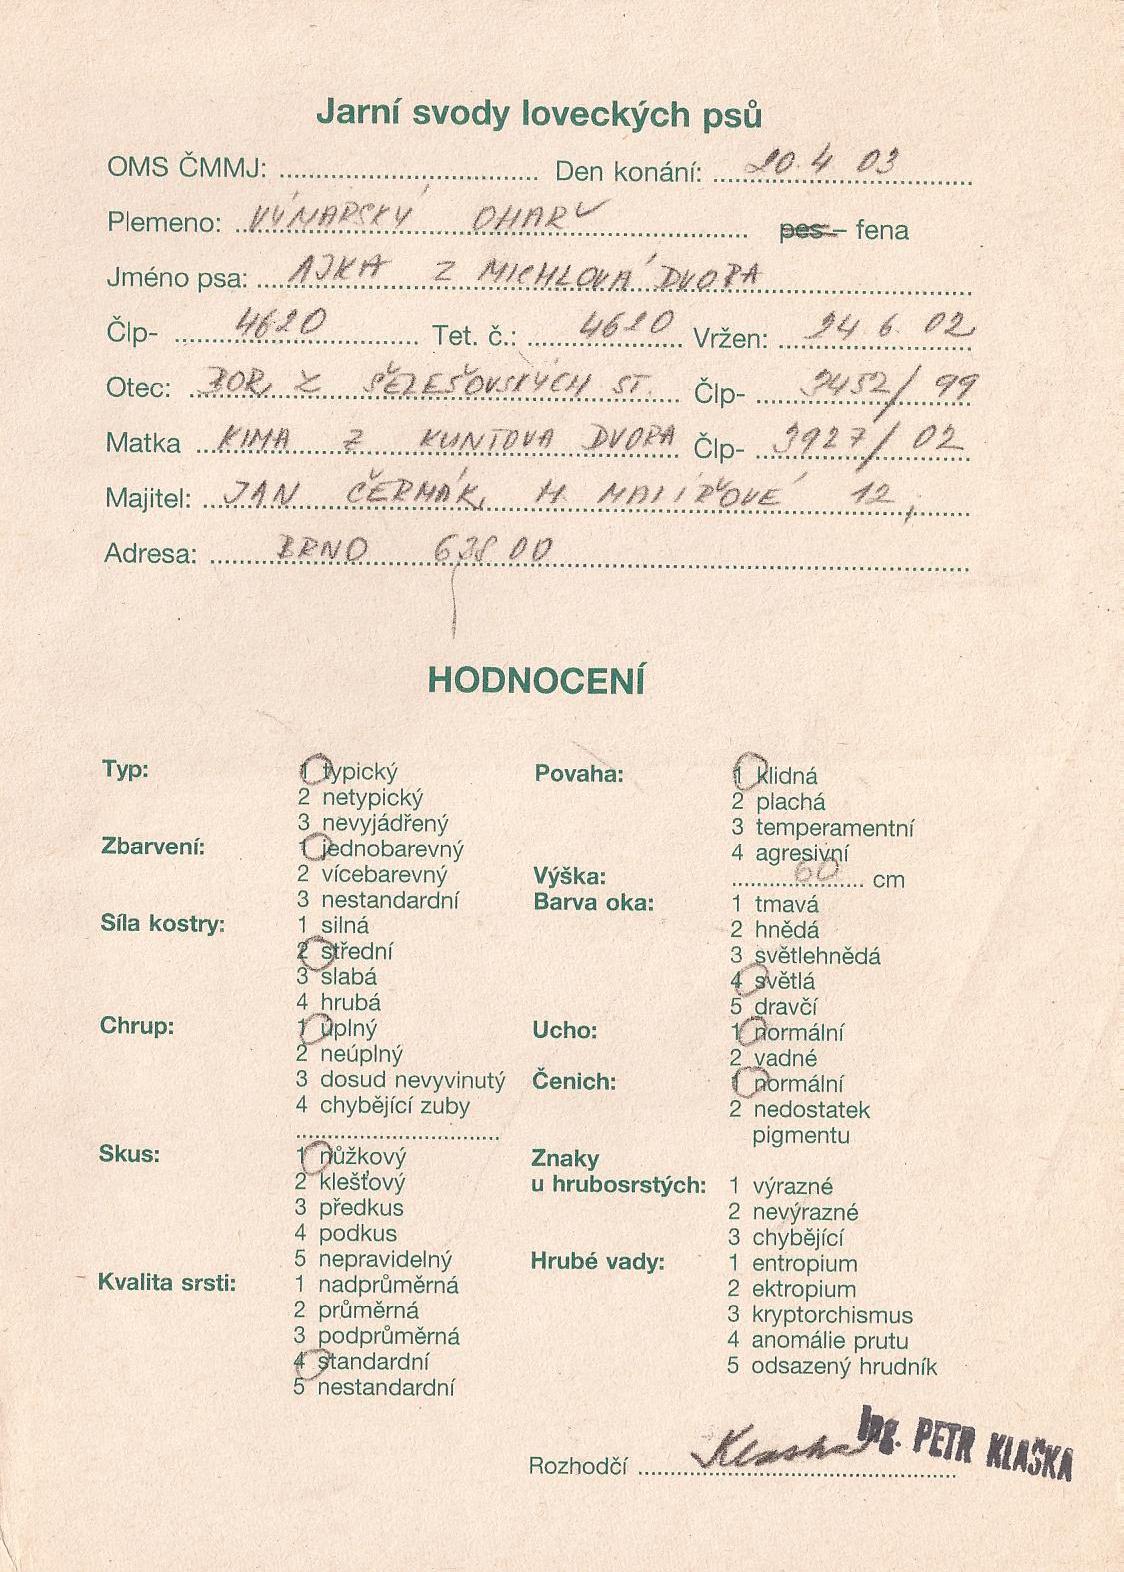 Jarní svody loveckých psů
OMS ČMMJ: Den konání: 20. 4 03
Plemeno: VÝMARSKÝ OHAŘ pes – fena
Jméno psa: AJKA Z MICHLOVA DVORA
Člp- 4620 Tet. č.: 4620 Vržen: 24 6. 02
Otec: BOR Z ŠELEŠOVSKÝCH ST. Člp- 3452/99
Matka KIMA Z KUNTOVA DVORA Člp- 3927/02
Majitel: JAN ČERMÁK, M. MALÍŘOVÉ 12,
Adresa: BRNO 638 00
HODNOCENÍ
Typ: 1 typický
2 netypický
3 nevyjádřený
Zbarvení: 1 jednobarevný
2 vícebarevný
3 nestandardní
Síla kostry: 1 silná
2 střední
3 slabá
4 hrubá
Chrup: 1 úplný
2 neúplný
3 dosud nevyvinutý
4 chybějící zuby
Skus: 1 nůžkový
2 klešťový
3 předkus
4 podkus
5 nepravidelný
Kvalita srsti: 1 nadprůměrná
2 průměrná
3 podprůměrná
4 standardní
5 nestandardní
Povaha: 1 klidná
2 plachá
3 temperamentní
4 agresivní
Výška: 60 cm
Barva oka: 1 tmavá
2 hnědá
3 světlehnědá
4 světlá
5 dravčí
Ucho: 1 normální
2 vadné
Čenich: 1 normální
2 nedostatek
pigmentu
Znaky
u hrubosrstých: 1 výrazné
2 nevýrazné
3 chybějící
Hrubé vady: 1 entropium
2 ektropium
3 kryptorchismus
4 anomálie prutu
5 odsazený hrudník
Rozhodčí Klaska Ing. PETR KLAŠKA